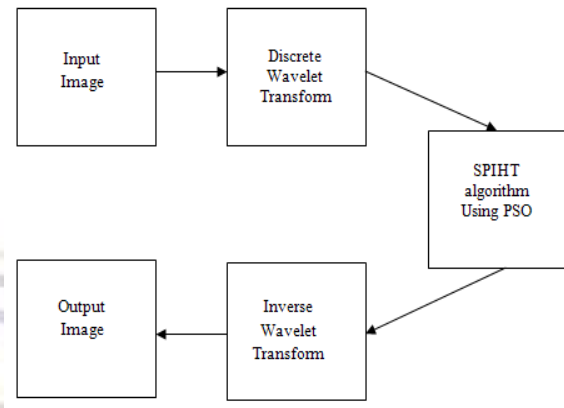 Input
Image
Discrete
Wavelet
Transform
SPIHT
algorithm
Using PSO
Inverse
Wavelet
Transform
Output
Image